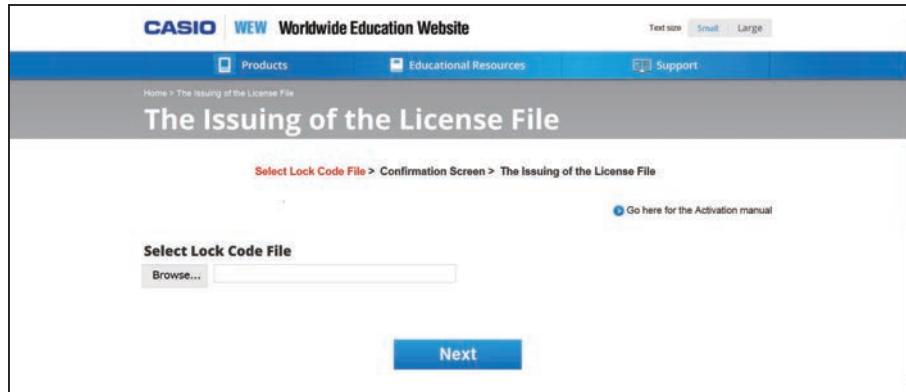 CASIO WEW Worldwide Education Website Text size Small Large
Products Educational Resources Support
Home > The Issuing of the License File
The Issuing of the License File
Select Lock Code File > Confirmation Screen > The Issuing of the License File
Go here for the Activation manual
Select Lock Code File
Browse...
Next